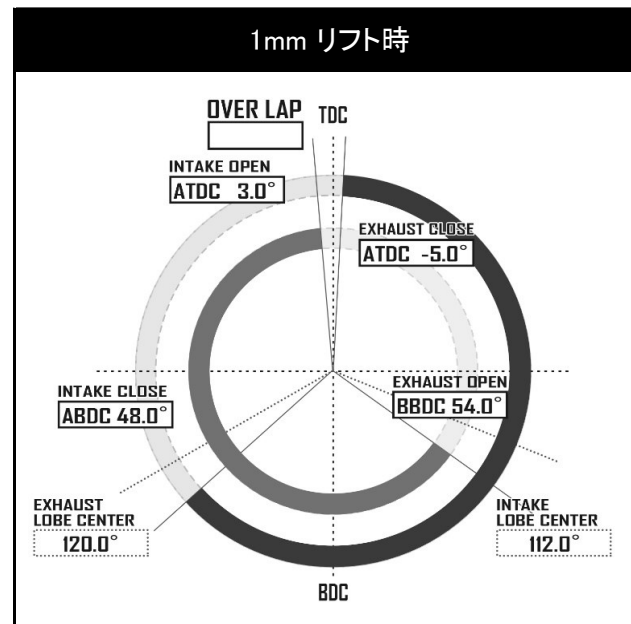 1mm リフト時
OVER LAP
TDC
INTAKE OPEN
ATDC 3.0°
EXHAUST CLOSE
ATDC -5.0°
INTAKE CLOSE
ABDC 48.0°
EXHAUST OPEN
BBDC 54.0°
EXHAUST
LOBE CENTER
120.0°
INTAKE
LOBE CENTER
112.0°
BDC